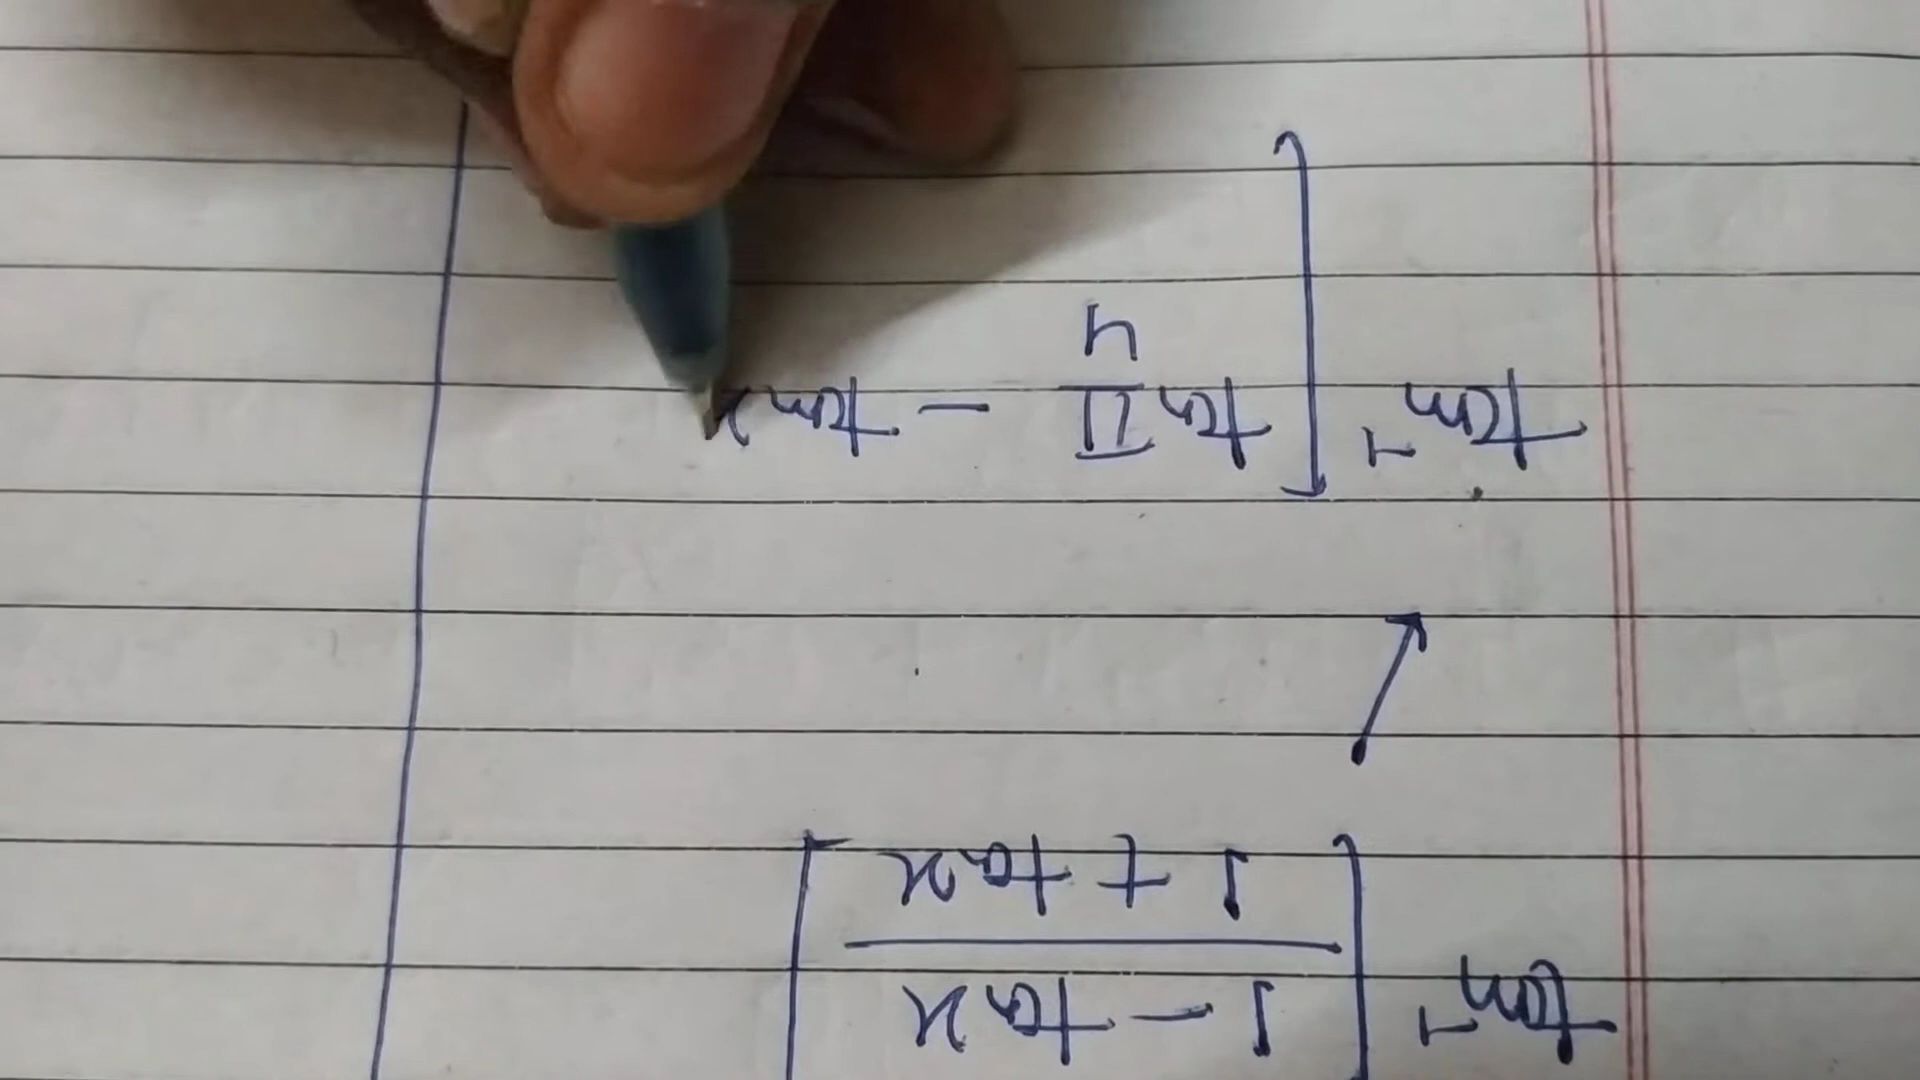 tan⁻¹ [ 1 - tan x / 1 + tan x ]
tan⁻¹ [ tan π/4 - tan x